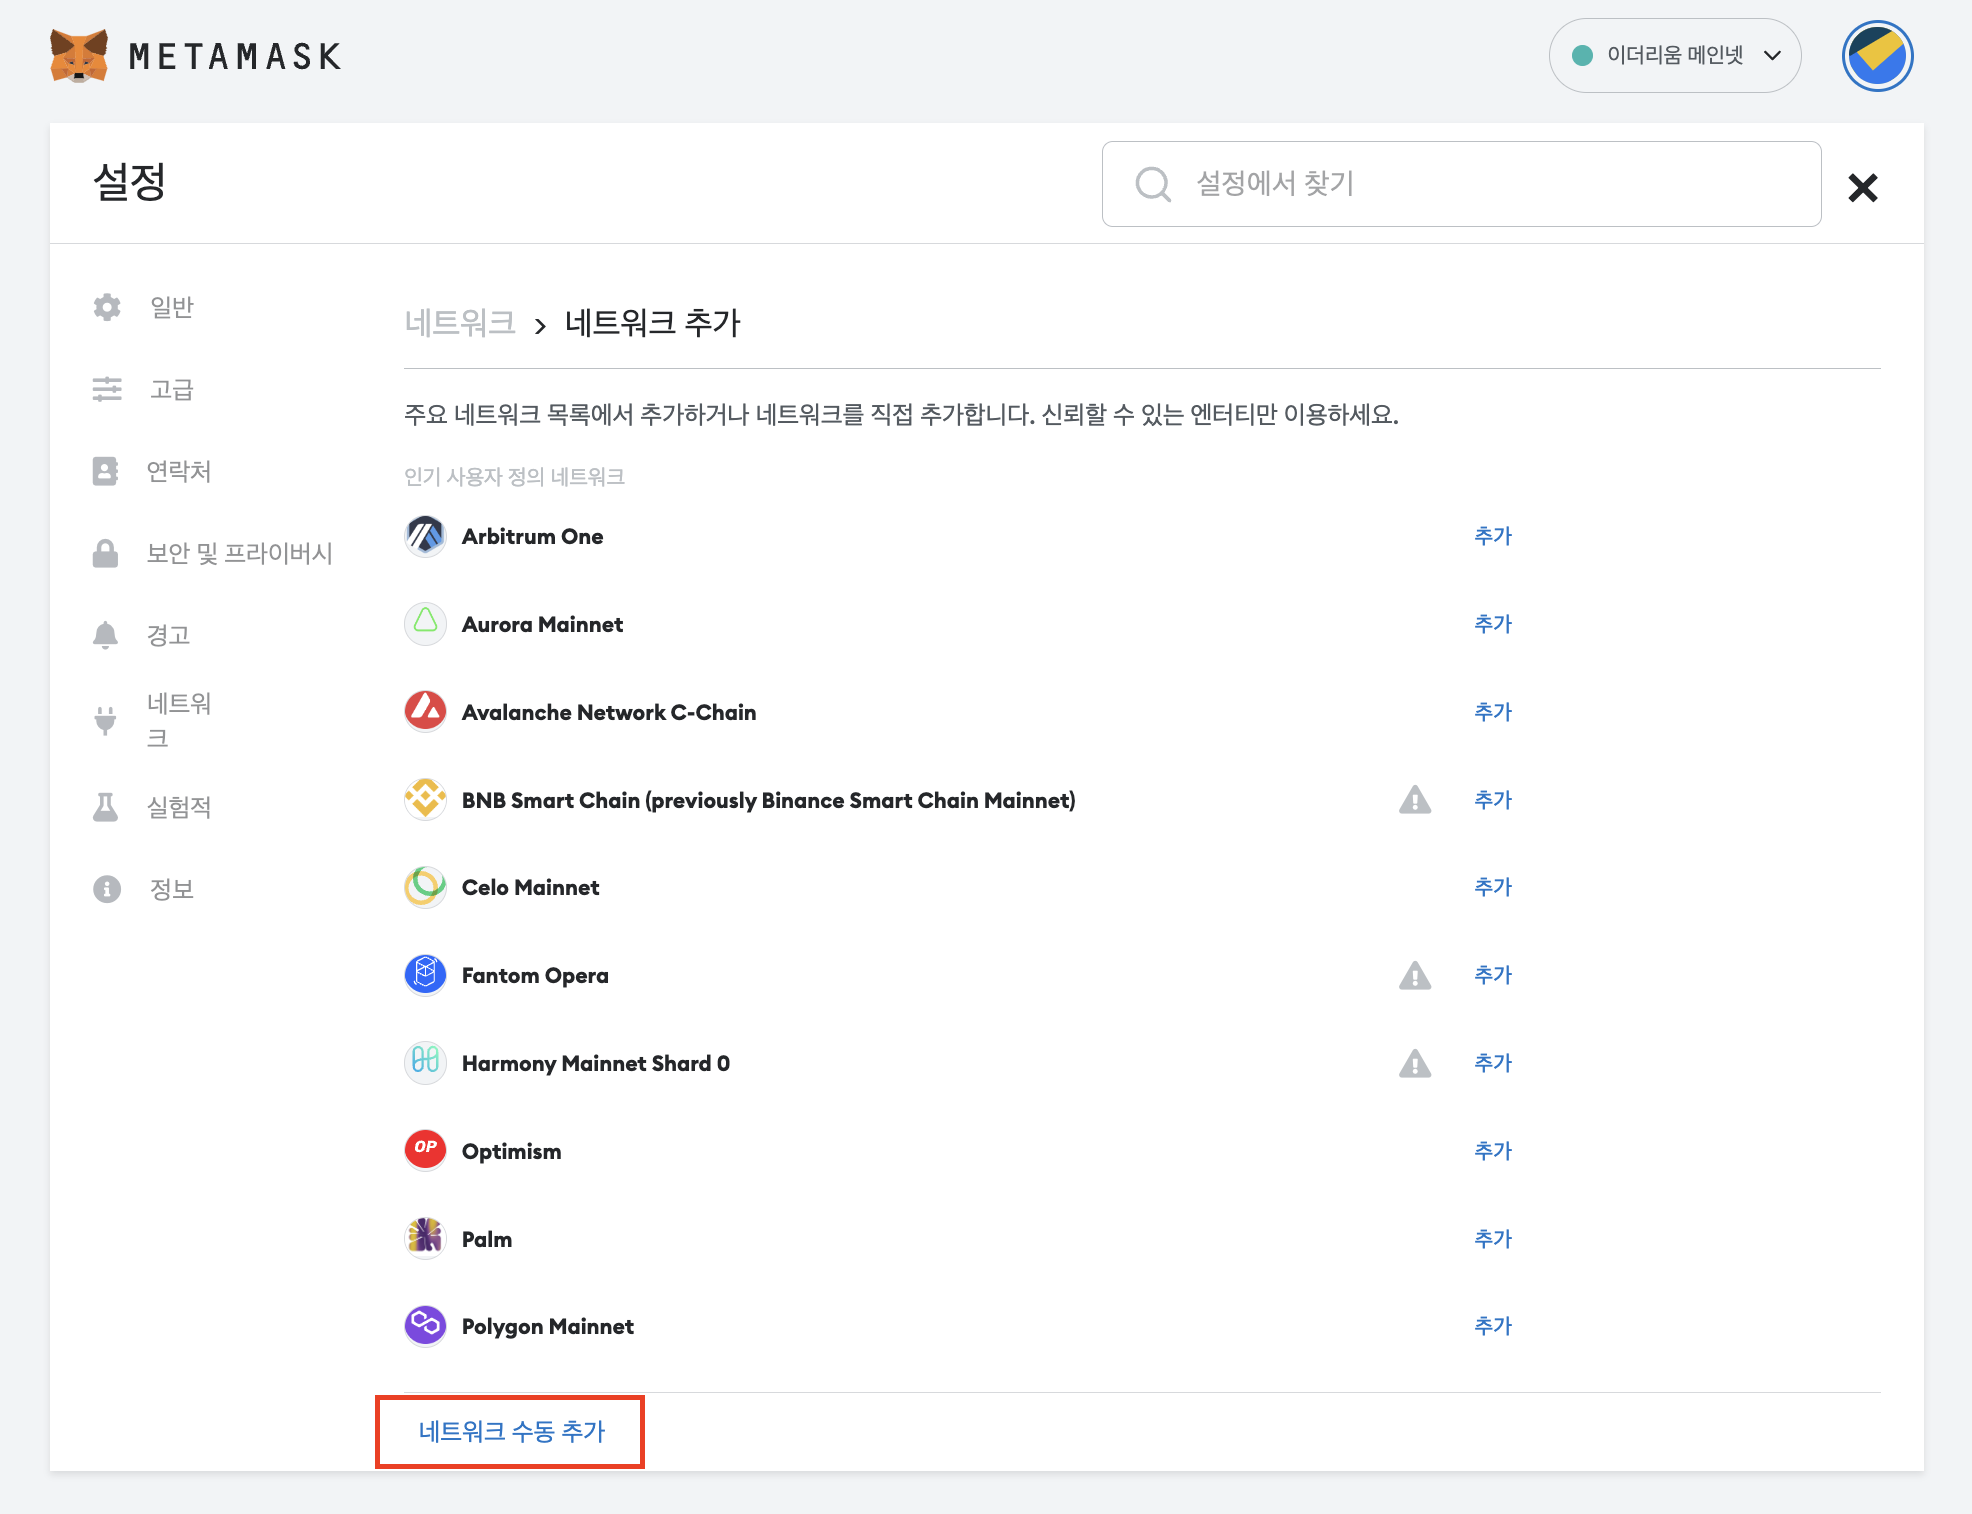 METAMASK
이더리움 메인넷
설정
설정에서 찾기
일반
고급
연락처
보안 및 프라이버시
경고
네트워
크
실험적
정보
네트워크 › 네트워크 추가
주요 네트워크 목록에서 추가하거나 네트워크를 직접 추가합니다. 신뢰할 수 있는 엔터티만 이용하세요.
인기 사용자 정의 네트워크
Arbitrum One 추가
Aurora Mainnet 추가
Avalanche Network C-Chain 추가
BNB Smart Chain (previously Binance Smart Chain Mainnet) 추가
Celo Mainnet 추가
Fantom Opera 추가
Harmony Mainnet Shard 0 추가
OP Optimism 추가
Palm 추가
Polygon Mainnet 추가
네트워크 수동 추가